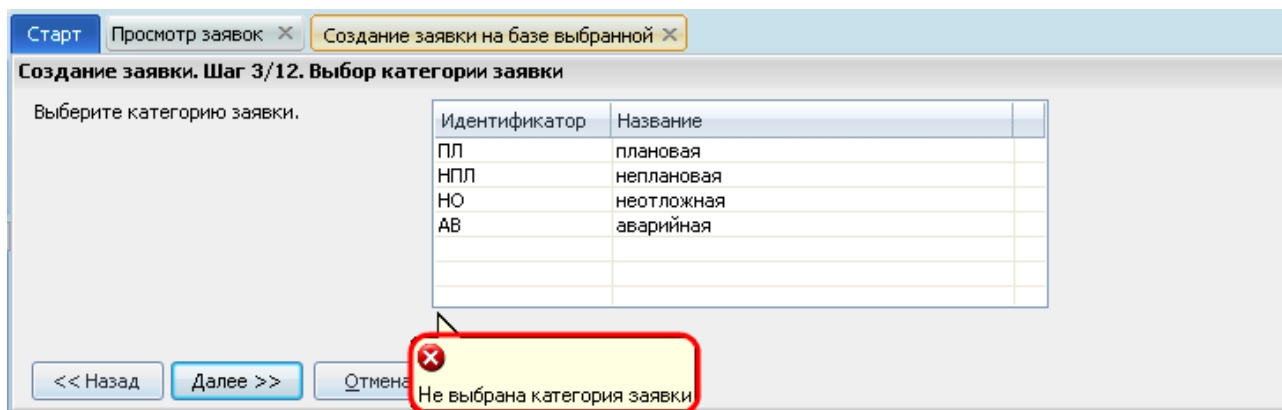 Старт Просмотр заявок Создание заявки на базе выбранной
Создание заявки. Шаг 3/12. Выбор категории заявки
Выберите категорию заявки.
Идентификатор Название
ПЛ плановая
НПЛ неплановая
НО неотложная
АВ аварийная
<< Назад Далее >> Отмена
Не выбрана категория заявки